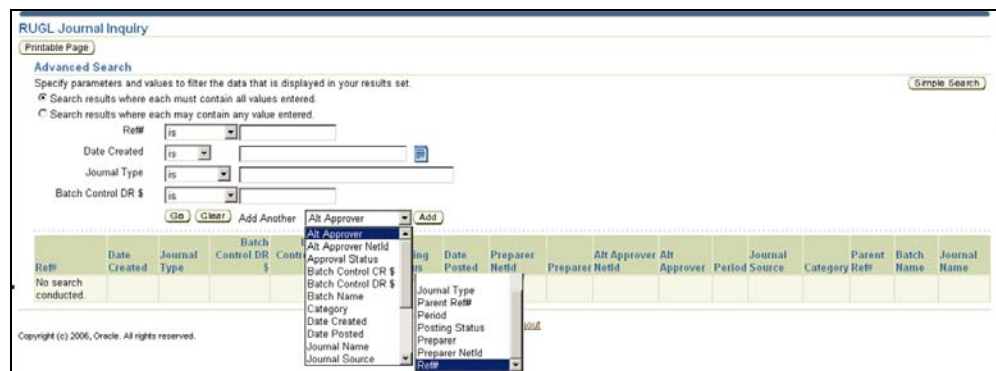 RUGL Journal Inquiry
Printable Page
Advanced Search
Specify parameters and values to filter the data that is displayed in your results set.
Simple Search
Search results where each must contain all values entered.
Search results where each may contain any value entered.
Ref# is
Date Created is
Journal Type is
Batch Control DR $ is
Go Clear Add Another Alt Approver Add
Alt Approver
Alt Approver NetId
Approval Status
Batch Control CR $
Batch Control DR $
Batch Name
Category
Date Created
Date Posted
Journal Name
Journal Source
Journal Type
Parent Ref#
Period
Posting Status
Preparer
Preparer NetId
Ref#
Ref# Date Created Journal Type Batch Control DR $ Date Posted Preparer NetId Preparer Alt Approver NetId Alt Approver Period Journal Source Category Parent Ref# Batch Name Journal Name
No search conducted.
Copyright (c) 2006, Oracle. All rights reserved.